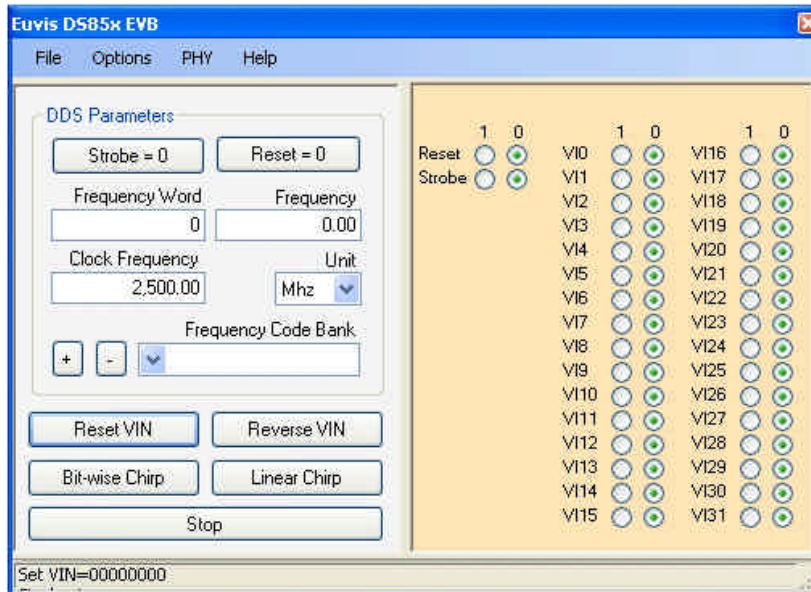 Euvis DS85x EVB
File Options PHY Help
DDS Parameters
Strobe = 0 Reset = 0
Frequency Word Frequency
0 0.00
Clock Frequency Unit
2,500.00 Mhz
Frequency Code Bank
+ -
Reset VIN Reverse VIN
Bit-wise Chirp Linear Chirp
Stop
1 0 1 0 1 0
Reset VI0 VI16
Strobe VI1 VI17
VI2 VI18
VI3 VI19
VI4 VI20
VI5 VI21
VI6 VI22
VI7 VI23
VI8 VI24
VI9 VI25
VI10 VI26
VI11 VI27
VI12 VI28
VI13 VI29
VI14 VI30
VI15 VI31
Set VIN=00000000